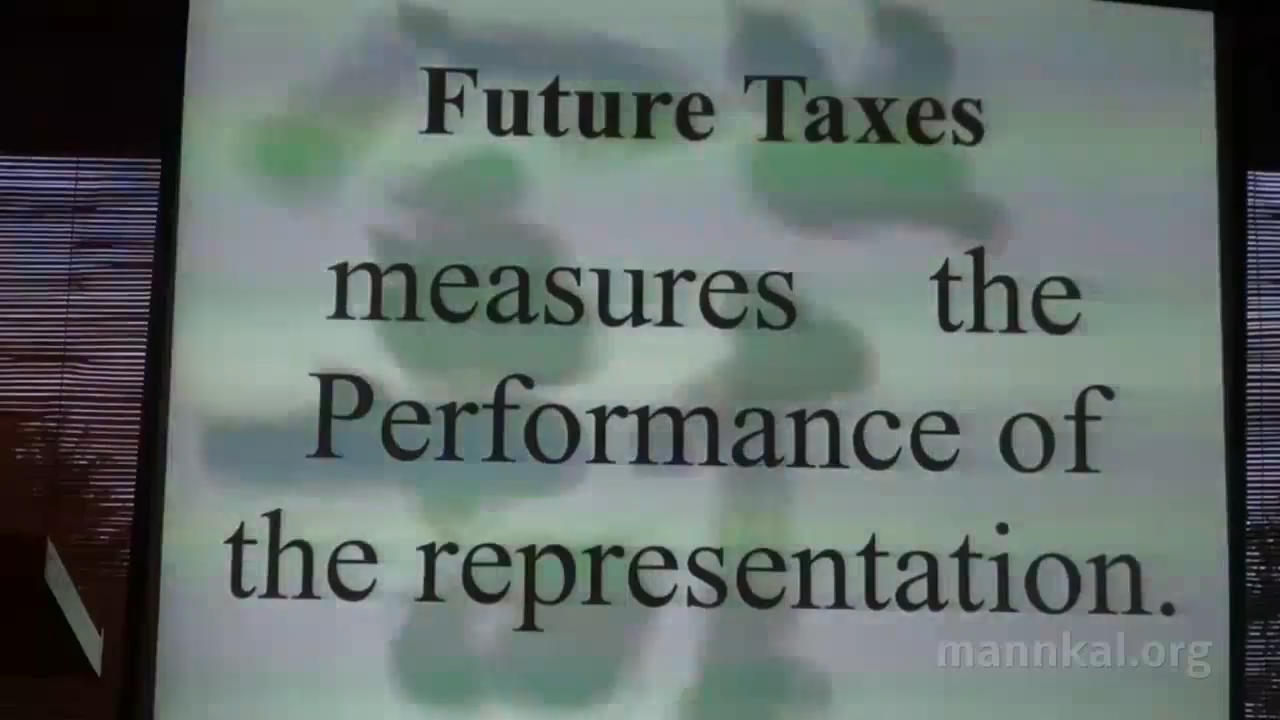 Future Taxes
measures the
Performance of
the representation.
mannkal.org